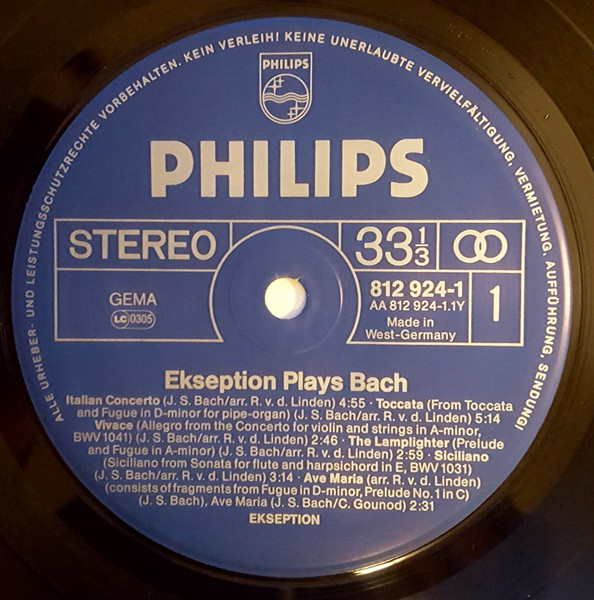 ALLE URHEBER- UND LEISTUNGSSCHUTZRECHTE VORBEHALTEN. KEIN VERLEIH! KEINE UNERLAUBTE VERVIELFÄLTIGUNG, VERMIETUNG, AUFFÜHRUNG, SENDUNG!
PHILIPS
PHILIPS
STEREO
33 1/3
GEMA
LC 0305
812 924-1
AA 812 924-1.1Y
Made in
West-Germany
1
Ekseption Plays Bach
Italian Concerto (J. S. Bach/arr. R. v. d. Linden) 4:55 · Toccata (From Toccata
and Fugue in D-minor for pipe-organ) (J. S. Bach/arr. R. v. d. Linden) 5:14
Vivace (Allegro from the Concerto for violin and strings in A-minor,
BWV 1041) (J. S. Bach/arr. R. v. d. Linden) 2:46 · The Lamplighter (Prelude
and Fugue in A-minor) (J. S. Bach/arr. R. v. d. Linden) 2:59 · Siciliano
(Siciliano from Sonata for flute and harpsichord in E, BWV 1031)
(J. S. Bach/arr. R. v. d. Linden) 3:14 · Ave Maria (arr. R. v. d. Linden)
(consists of fragments from Fugue in D-minor, Prelude No. 1 in C)
(J. S. Bach), Ave Maria (J. S. Bach/C. Gounod) 2:31
EKSEPTION